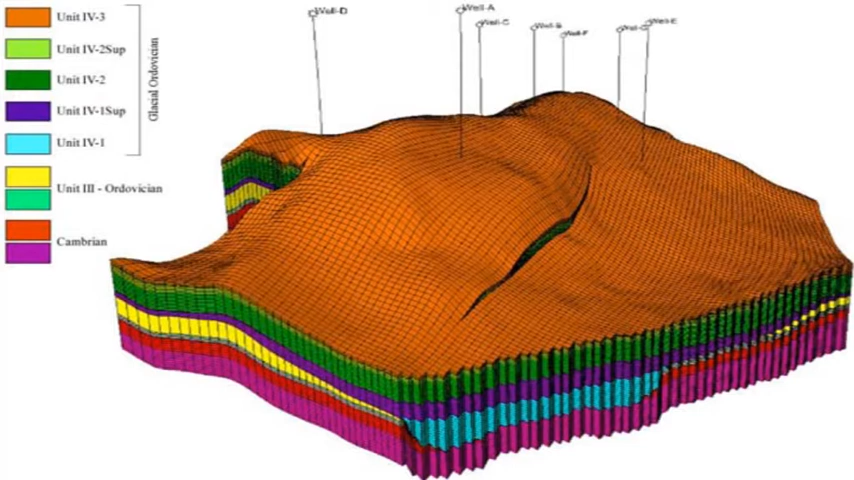 Unit IV-3
Unit IV-2Sup
Unit IV-2
Unit IV-1Sup
Unit IV-1
Glacial Ordovician
Unit III - Ordovician
Cambrian
Well-D
Well-A
Well-C
Well-B
Well-F
Well-E